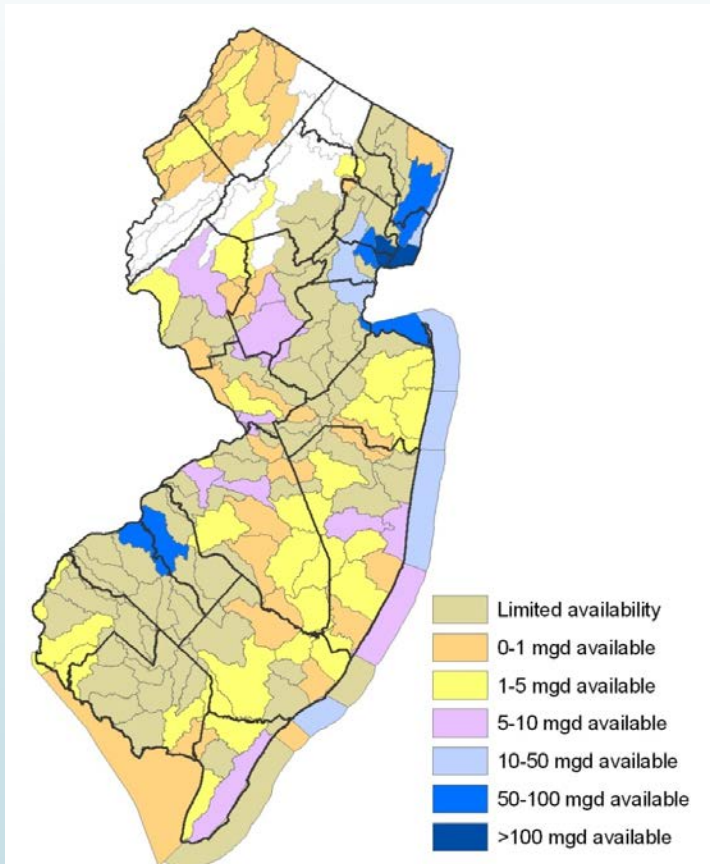 Limited availability
0-1 mgd available
1-5 mgd available
5-10 mgd available
10-50 mgd available
50-100 mgd available
>100 mgd available